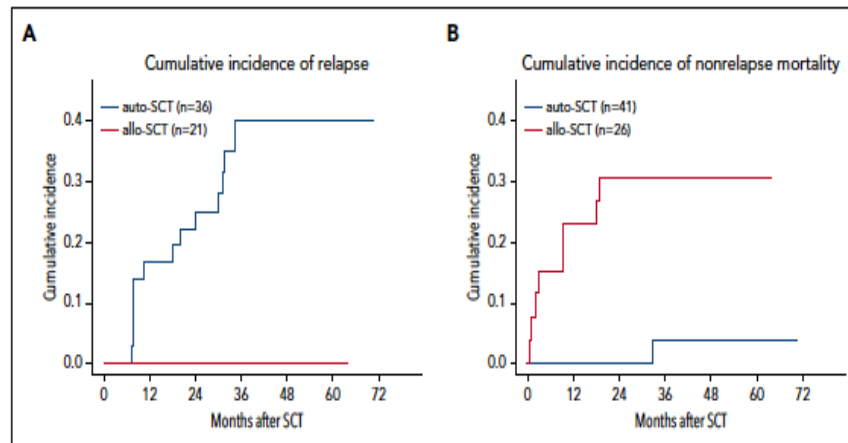 A
Cumulative incidence of relapse
Cumulative incidence
0.4
0.3
0.2
0.1
0.0
auto-SCT (n=36)
allo-SCT (n=21)
0 12 24 36 48 60 72
Months after SCT
B
Cumulative incidence of nonrelapse mortality
Cumulative incidence
0.4
0.3
0.2
0.1
0.0
auto-SCT (n=41)
allo-SCT (n=26)
0 12 24 36 48 60 72
Months after SCT